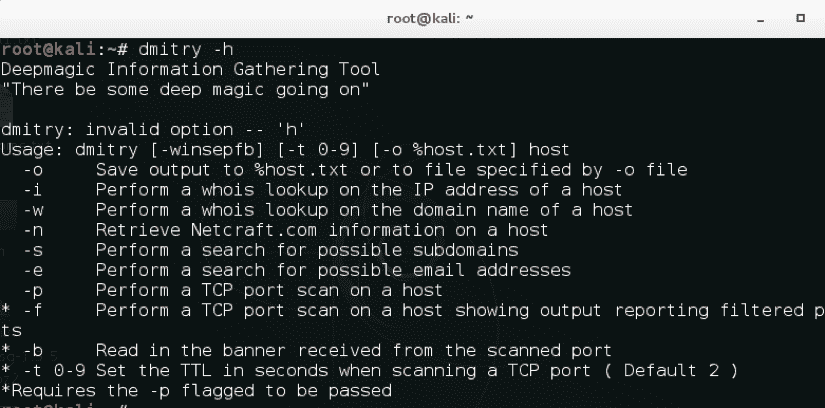 root@kali: ~
root@kali:~# dmitry -h
Deepmagic Information Gathering Tool
"There be some deep magic going on"
dmitry: invalid option -- 'h'
Usage: dmitry [-winsepfb] [-t 0-9] [-o %host.txt] host
  -o     Save output to %host.txt or to file specified by -o file
  -i     Perform a whois lookup on the IP address of a host
  -w     Perform a whois lookup on the domain name of a host
  -n     Retrieve Netcraft.com information on a host
  -s     Perform a search for possible subdomains
  -e     Perform a search for possible email addresses
  -p     Perform a TCP port scan on a host
* -f     Perform a TCP port scan on a host showing output reporting filtered p
ts
* -b     Read in the banner received from the scanned port
* -t 0-9 Set the TTL in seconds when scanning a TCP port ( Default 2 )
*Requires the -p flagged to be passed